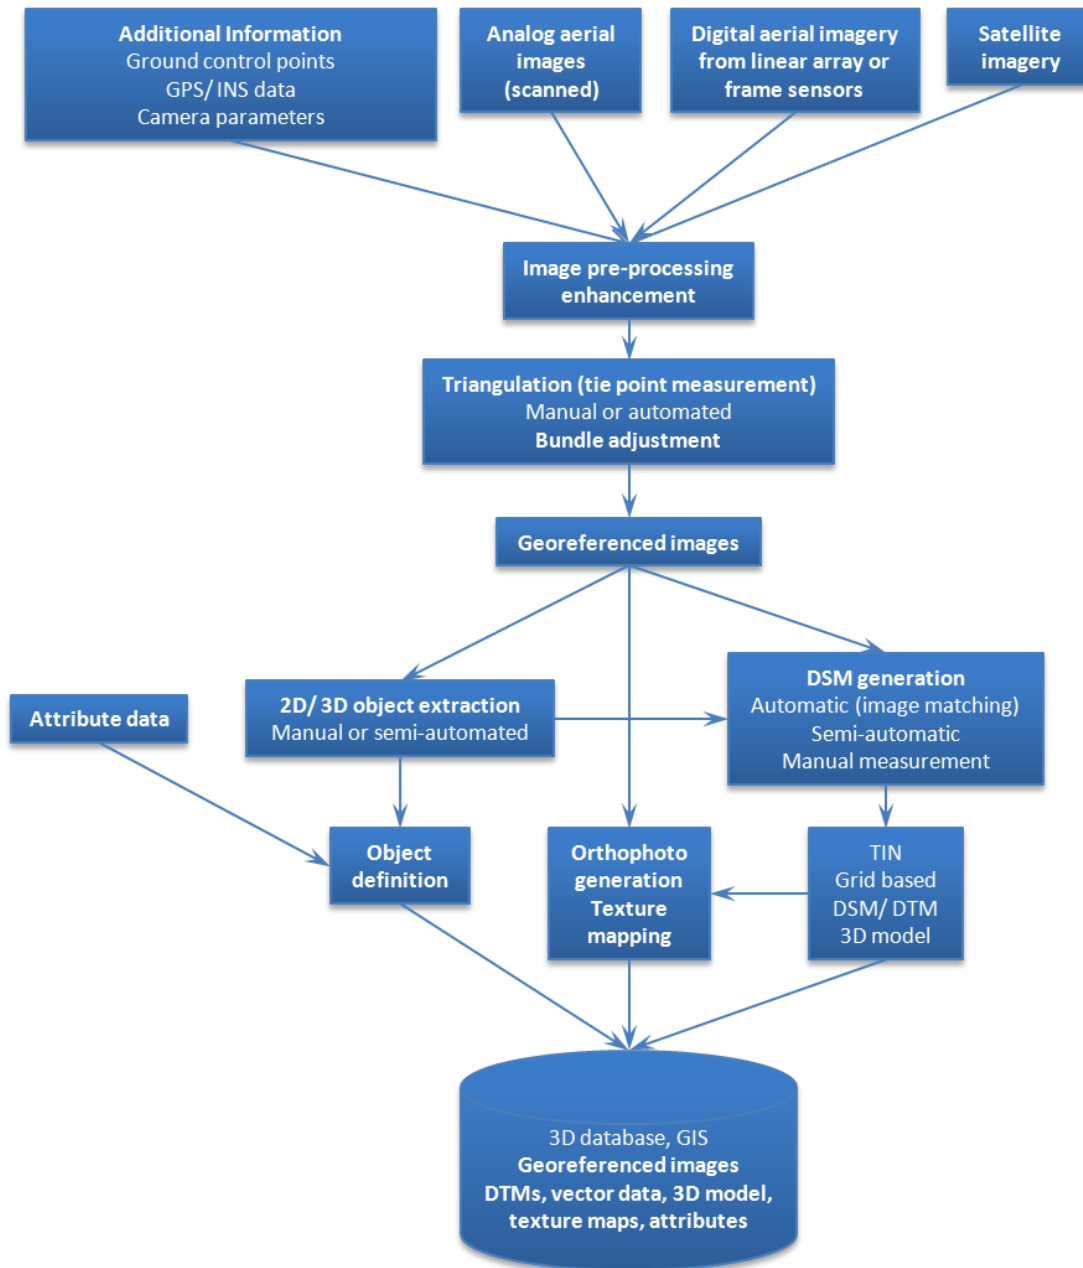 Additional Information
Ground control points
GPS/ INS data
Camera parameters
Analog aerial
images
(scanned)
Digital aerial imagery
from linear array or
frame sensors
Satellite
imagery
Image pre-processing
enhancement
Triangulation (tie point measurement)
Manual or automated
Bundle adjustment
Georeferenced images
Attribute data
2D/ 3D object extraction
Manual or semi-automated
DSM generation
Automatic (image matching)
Semi-automatic
Manual measurement
Object
definition
Orthophoto
generation
Texture
mapping
TIN
Grid based
DSM/ DTM
3D model
3D database, GIS
Georeferenced images
DTMs, vector data, 3D model,
texture maps, attributes